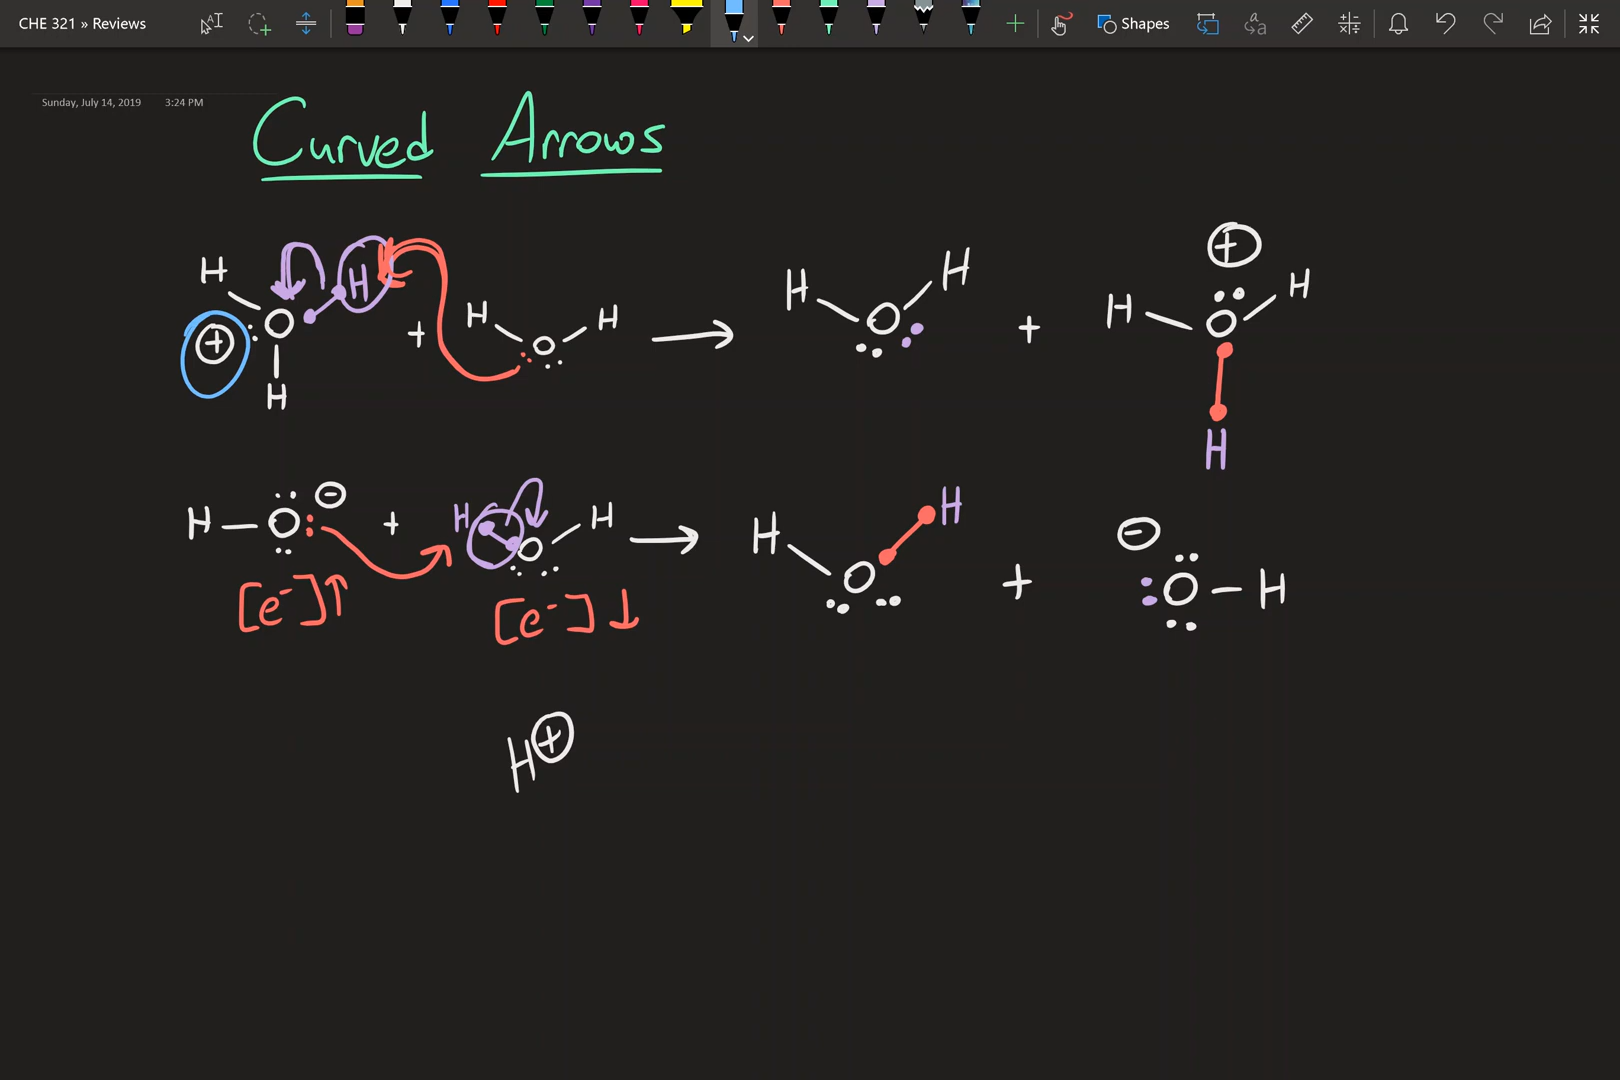 CHE 321 » Reviews
Shapes
Sunday, July 14, 2019 3:24 PM
Curved Arrows
H H H H H H ⊕ H H
⊕ :O + :O: → O: + H O
H H
H O: ⊖ + H O H → H O H + ⊖ :O – H
[e⁻]↑ [e⁻]↓
H⊕